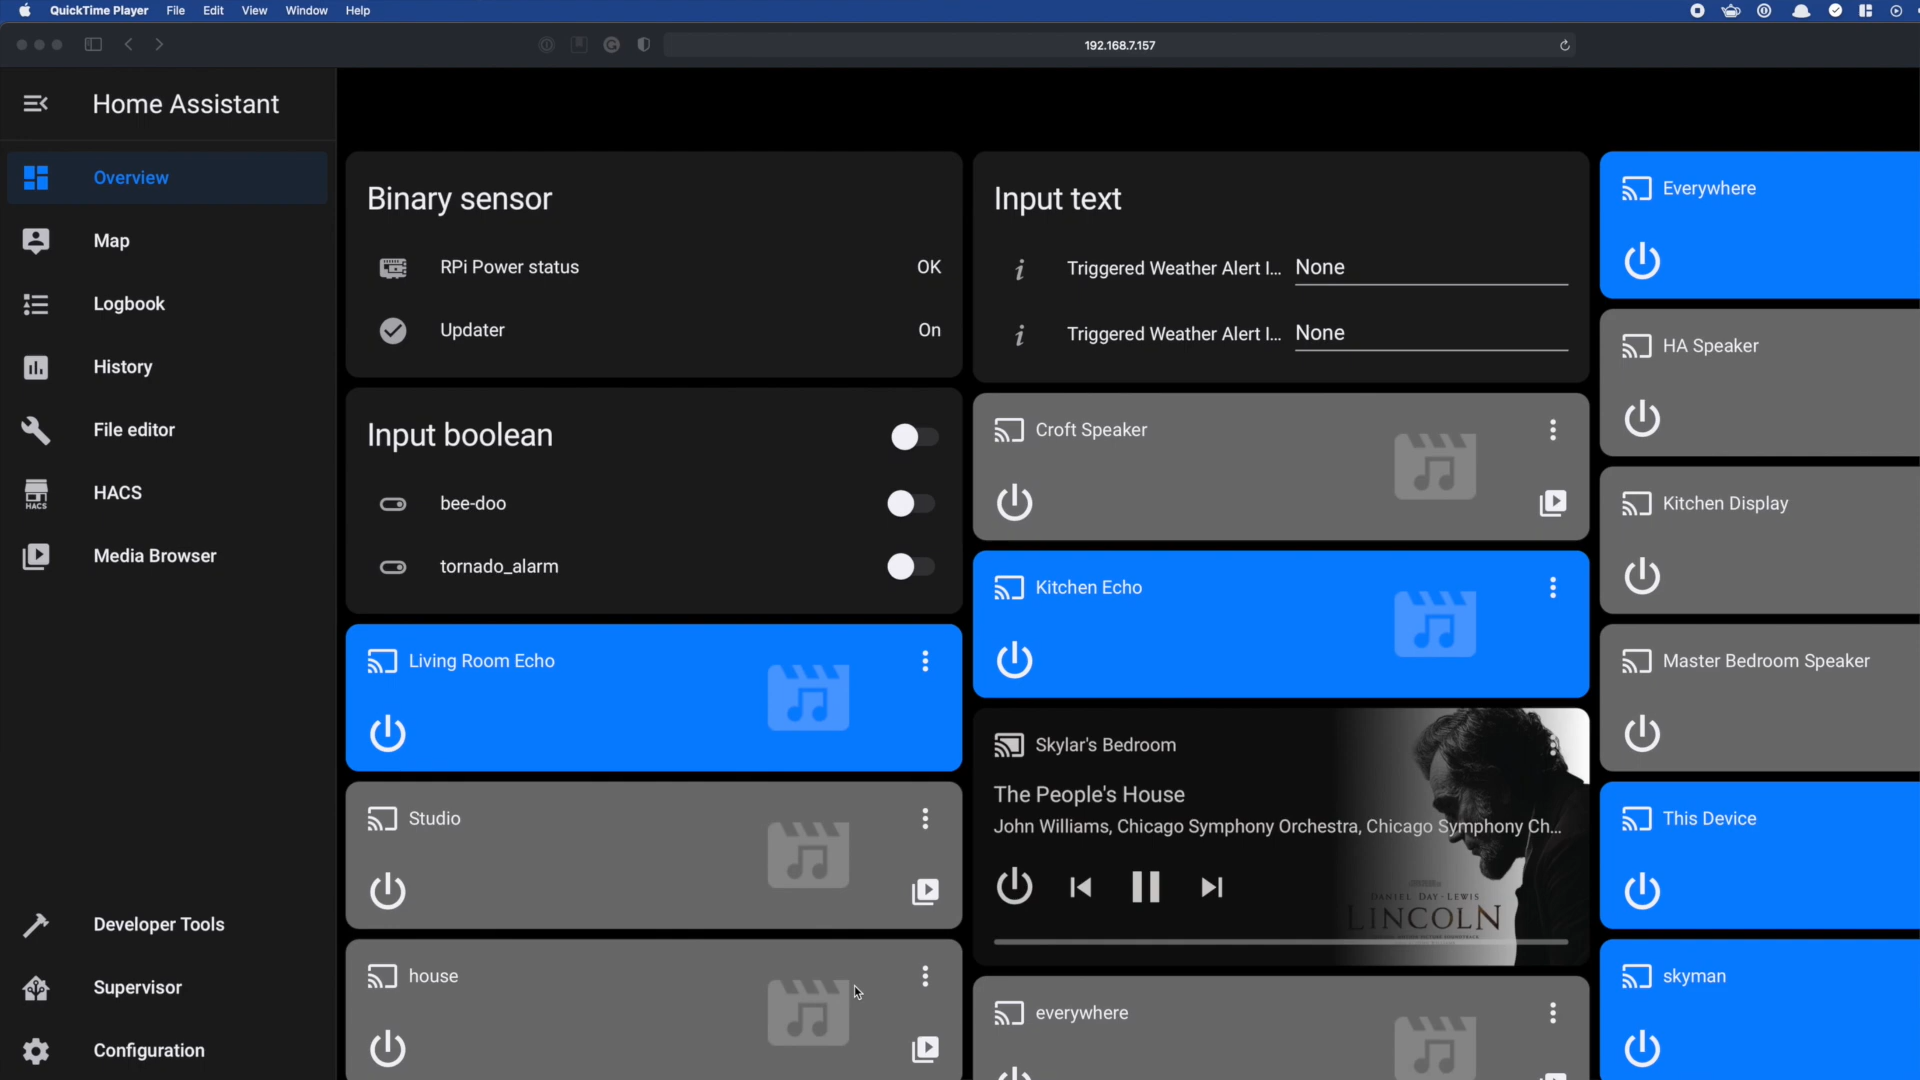 QuickTime Player File Edit View Window Help
192.168.7.157
Home Assistant
Overview
Map
Logbook
History
File editor
HACS
HACS
Media Browser
Developer Tools
Supervisor
Configuration
Binary sensor
RPi Power status OK
Updater On
Input boolean
bee-doo
tornado_alarm
Living Room Echo
Studio
house
Input text
Triggered Weather Alert I... None
Triggered Weather Alert I... None
Croft Speaker
Kitchen Echo
Skylar's Bedroom
The People's House
John Williams, Chicago Symphony Orchestra, Chicago Symphony Ch...
DANIEL DAY-LEWIS
LINCOLN
everywhere
Everywhere
HA Speaker
Kitchen Display
Master Bedroom Speaker
This Device
skyman